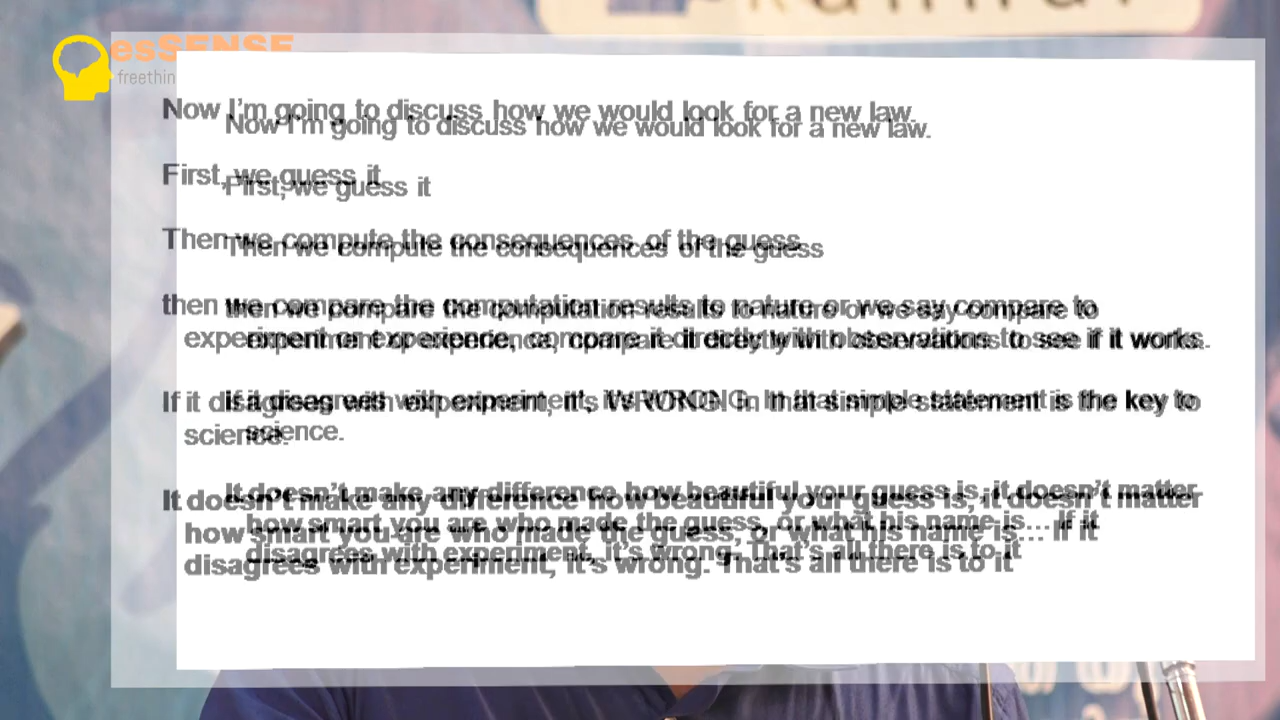 esSENSE
freethin
Now I'm going to discuss how we would look for a new law.
First, we guess it
Then we compute the consequences of the guess
then we compare the computation results to nature or we say compare to
experiment or experience, compare it directly with observations to see if it works.
If it disagrees with experiment, it's WRONG. In that simple statement is the key to
science.
It doesn't make any difference how beautiful your guess is, it doesn't matter
how smart you are who made the guess, or what his name is… If it
disagrees with experiment, it's wrong. That's all there is to it